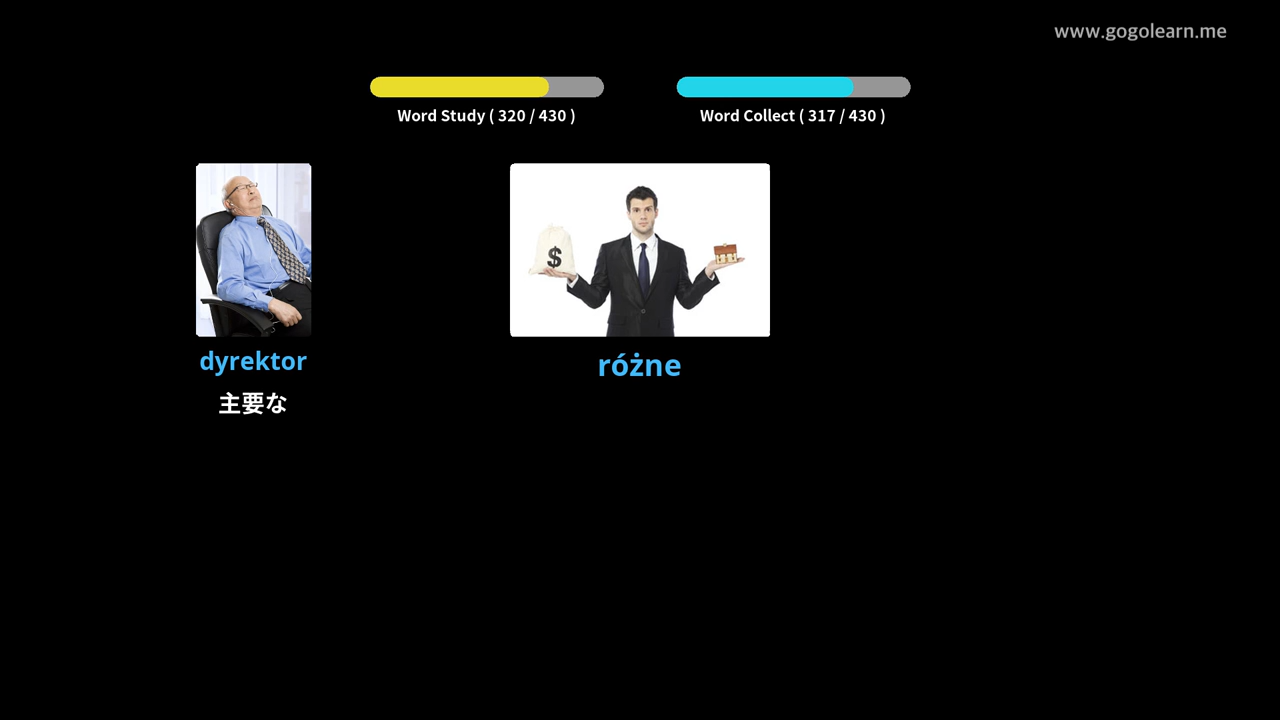 www.gogolearn.me
Word Study ( 320 / 430 )
Word Collect ( 317 / 430 )
dyrektor
主要な
różne
$